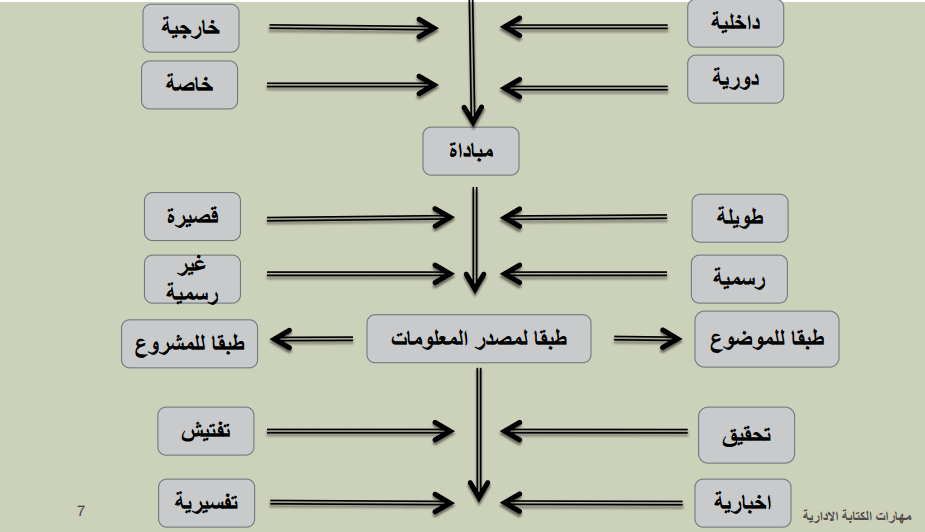 داخلية
خارجية
دورية
خاصة
مباداة
طويلة
قصيرة
رسمية
غير
رسمية
طبقا للموضوع
طبقا لمصدر المعلومات
طبقا للمشروع
تحقيق
تفتيش
اخبارية
تفسيرية
مهارات الكتابة الادارية
7